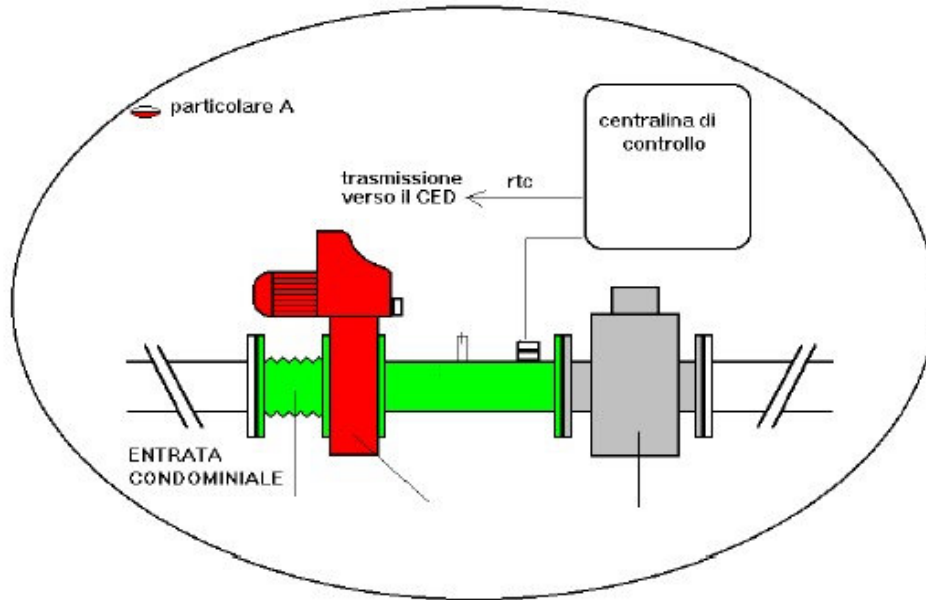 particolare A
centralina di
controllo
trasmissione rtc
verso il CED
ENTRATA
CONDOMINIALE